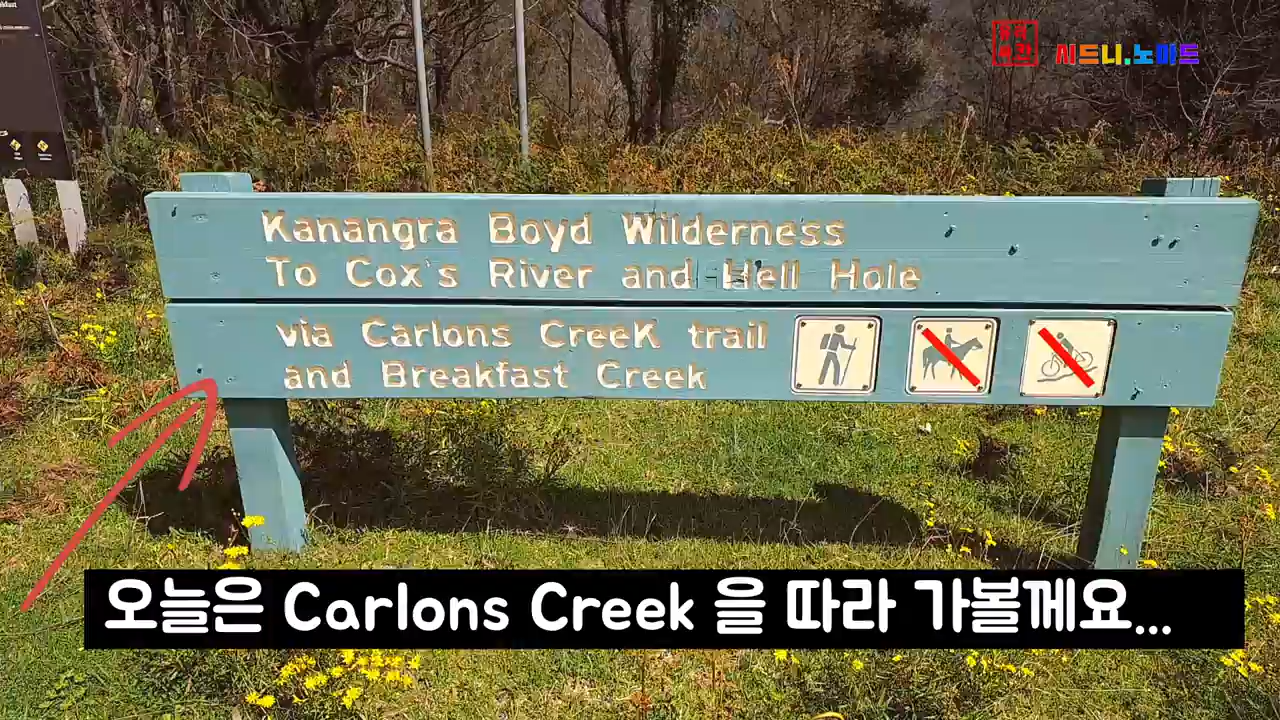 시드니.노마드
Kanangra Boyd Wilderness
To Cox's River and Hell Hole
via Carlons CreeK trail
and Breakfast Creek
오늘은 Carlons Creek 을 따라 가볼께요...